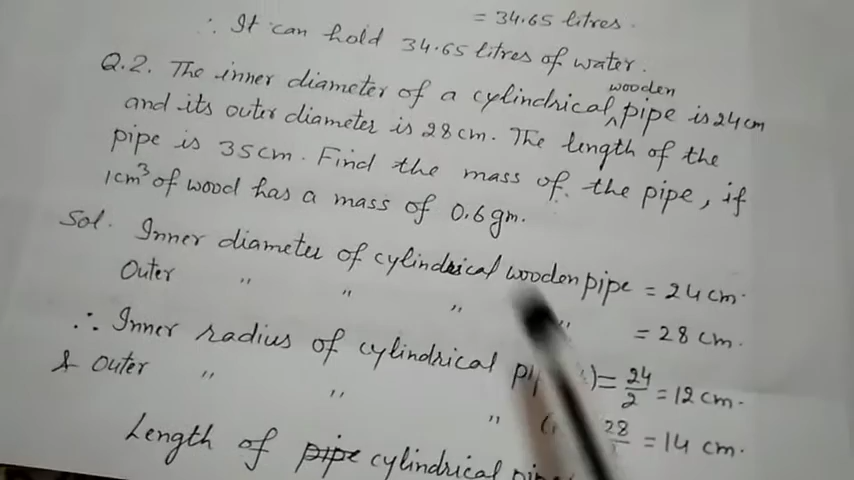 = 34.65 litres.
∴ It can hold 34.65 litres of water.
Q.2. The inner diameter of a cylindrical wooden pipe is 24 cm
and its outer diameter is 28 cm. The length of the
pipe is 35 cm. Find the mass of the pipe, if
1 cm³ of wood has a mass of 0.6 gm.
Sol. Inner diameter of cylindrical wooden pipe = 24 cm.
Outer " " " " = 28 cm.
∴ Inner radius of cylindrical = 24/2 = 12 cm.
& Outer " " " 28 = 14 cm.
Length of cylindrical